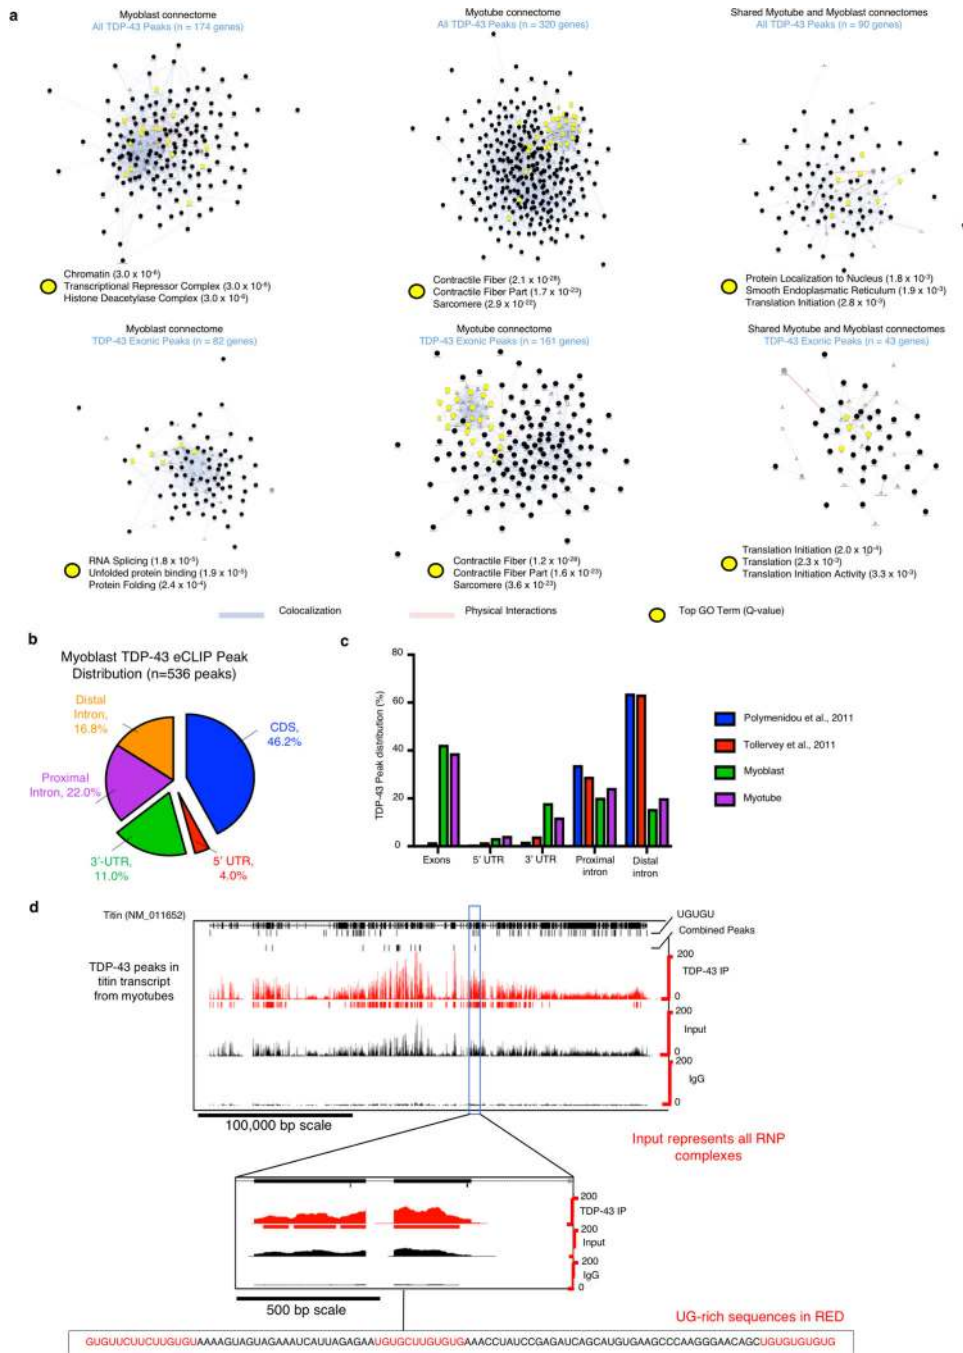 a
Myoblast connectome
All TDP-43 Peaks (n = 174 genes)
Myotube connectome
All TDP-43 Peaks (n = 320 genes)
Shared Myotube and Myoblast connectomes
All TDP-43 Peaks (n = 90 genes)
Chromatin (3.0 x 10-6)
Transcriptional Repressor Complex (3.0 x 10-6)
Histone Deacetylase Complex (3.0 x 10-6)
Contractile Fiber (2.1 x 10-28)
Contractile Fiber Part (1.7 x 10-23)
Sarcomere (2.9 x 10-22)
Protein Localization to Nucleus (1.8 x 10-3)
Smooth Endoplasmatic Reticulum (1.9 x 10-3)
Translation Initiation (2.8 x 10-3)
Myoblast connectome
TDP-43 Exonic Peaks (n = 82 genes)
Myotube connectome
TDP-43 Exonic Peaks (n = 161 genes)
Shared Myotube and Myoblast connectomes
TDP-43 Exonic Peaks (n = 43 genes)
RNA Splicing (1.8 x 10-5)
Unfolded protein binding (1.9 x 10-5)
Protein Folding (2.4 x 10-4)
Contractile Fiber (1.2 x 10-28)
Contractile Fiber Part (1.6 x 10-23)
Sarcomere (3.6 x 10-23)
Translation Initiation (2.0 x 10-4)
Translation (2.3 x 10-3)
Translation Initiation Activity (3.3 x 10-3)
Colocalization
Physical Interactions
Top GO Term (Q-value)
b
Myoblast TDP-43 eCLIP Peak
Distribution (n=536 peaks)
Distal
Intron,
16.8%
CDS,
46.2%
Proximal
Intron, 22.0%
3'-UTR,
11.0%
5' UTR,
4.0%
c
TDP-43 Peak distribution (%)
80
60
40
20
0
Exons
5' UTR
3' UTR
Proximal
intron
Distal
intron
Polymenidou et al., 2011
Tollervey et al., 2011
Myoblast
Myotube
d
Titin (NM_011652)
UGUGU
Combined Peaks
TDP-43 peaks in
titin transcript
from myotubes
200
TDP-43 IP
0
200
Input
0
200
IgG
0
100,000 bp scale
Input represents all RNP
complexes
200
TDP-43 IP
200
Input
200
IgG
0
500 bp scale
UG-rich sequences in RED
GUGUUCUUCUUGUGUAAAAGUAGUAGAAAUCAUUAGAGAAUGUGCUUGUGUGAAACCUAUCCGAGAUCAGCAUGUGAAGCCCAAGGGAACAGCUGUGUGUGUG